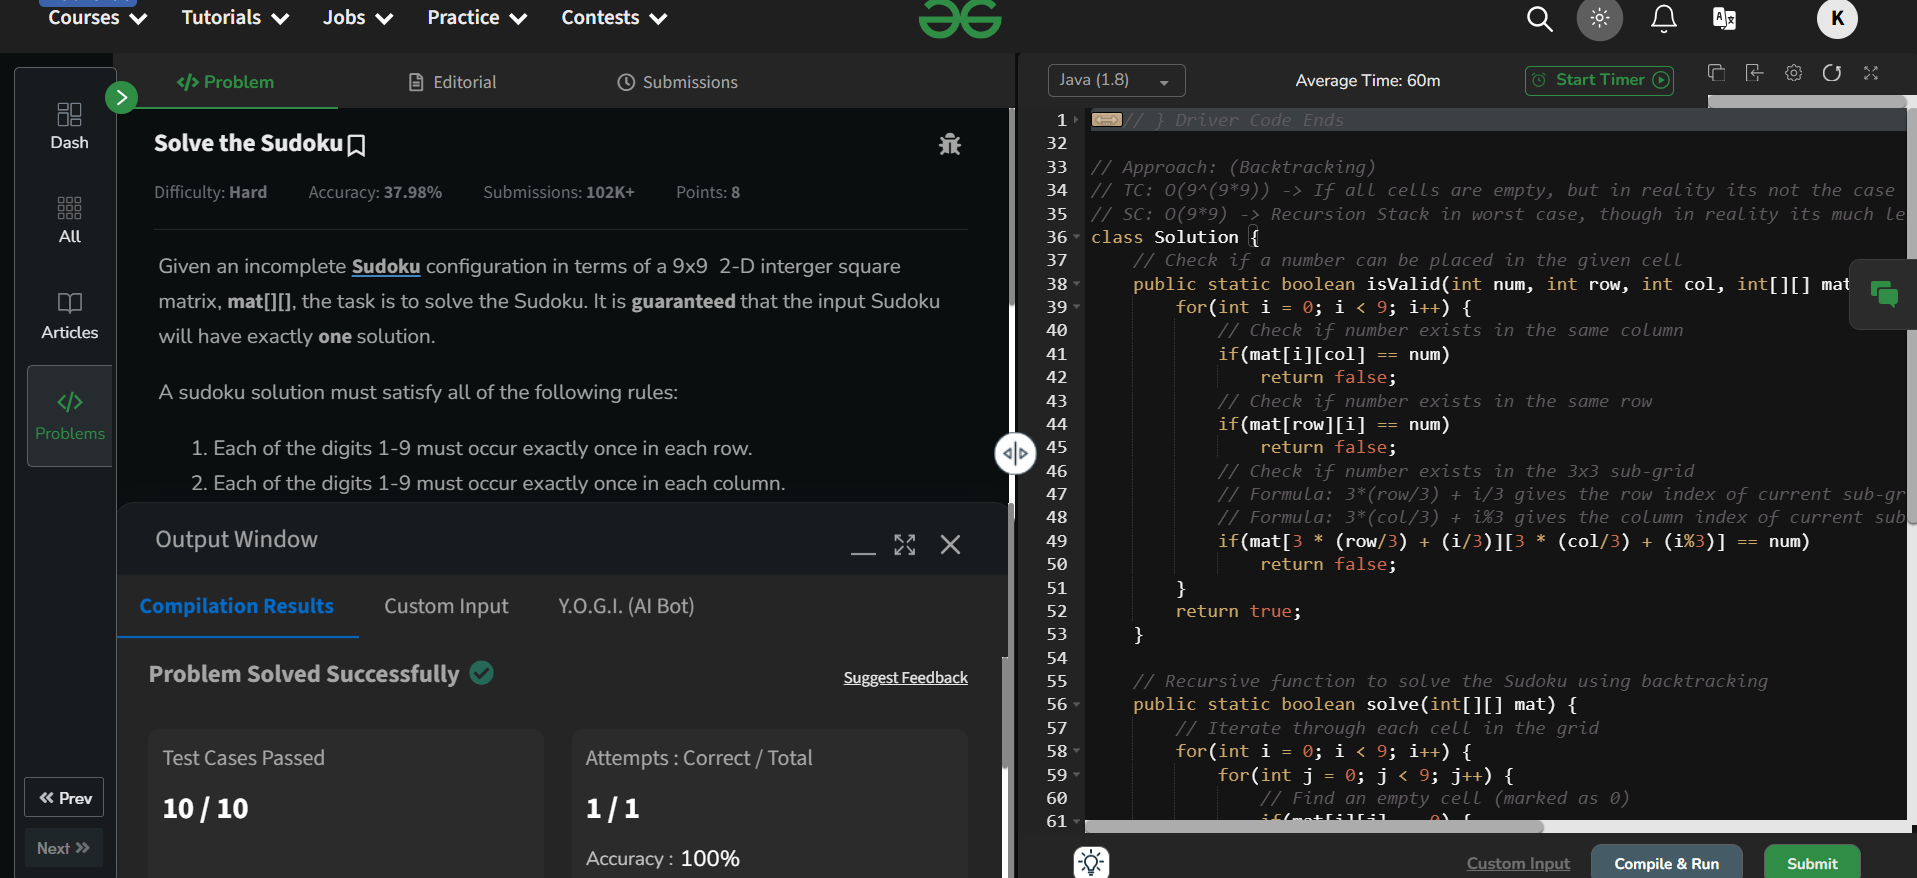 Courses
Tutorials
Jobs
Practice
Contests
K
Dash
All
Articles
Problems
Prev
Next
Problem
Editorial
Submissions
Solve the Sudoku
Difficulty: Hard
Accuracy: 37.98%
Submissions: 102K+
Points: 8
Given an incomplete Sudoku configuration in terms of a 9x9 2-D interger square
matrix, mat[][], the task is to solve the Sudoku. It is guaranteed that the input Sudoku
will have exactly one solution.
A sudoku solution must satisfy all of the following rules:
1. Each of the digits 1-9 must occur exactly once in each row.
2. Each of the digits 1-9 must occur exactly once in each column.
Output Window
Compilation Results
Custom Input
Y.O.G.I. (AI Bot)
Problem Solved Successfully
Suggest Feedback
Test Cases Passed
10 / 10
Attempts : Correct / Total
1 / 1
Accuracy : 100%
Java (1.8)
Average Time: 60m
Start Timer
1 // } Driver Code Ends
32
33 // Approach: (Backtracking)
34 // TC: O(9^(9*9)) -> If all cells are empty, but in reality its not the case
35 // SC: O(9*9) -> Recursion Stack in worst case, though in reality its much le
36 class Solution {
37 // Check if a number can be placed in the given cell
38 public static boolean isValid(int num, int row, int col, int[][] mat
39 for(int i = 0; i < 9; i++) {
40 // Check if number exists in the same column
41 if(mat[i][col] == num)
42 return false;
43 // Check if number exists in the same row
44 if(mat[row][i] == num)
45 return false;
46 // Check if number exists in the 3x3 sub-grid
47 // Formula: 3*(row/3) + i/3 gives the row index of current sub-gr
48 // Formula: 3*(col/3) + i%3 gives the column index of current sub
49 if(mat[3 * (row/3) + (i/3)][3 * (col/3) + (i%3)] == num)
50 return false;
51 }
52 return true;
53 }
54
55 // Recursive function to solve the Sudoku using backtracking
56 public static boolean solve(int[][] mat) {
57 // Iterate through each cell in the grid
58 for(int i = 0; i < 9; i++) {
59 for(int j = 0; j < 9; j++) {
60 // Find an empty cell (marked as 0)
61
Custom Input
Compile & Run
Submit